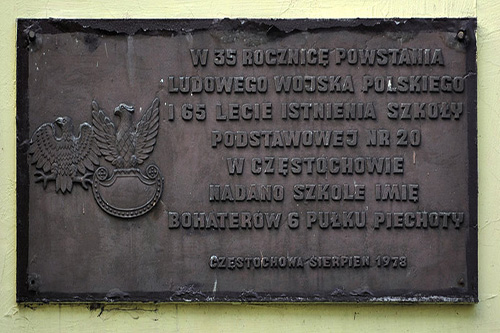 W 35 ROCZNICĘ POWSTANIA
LUDOWEGO WOJSKA POLSKIEGO
I 65 LECIE ISTNIENIA SZKOŁY
PODSTAWOWEJ NR 20
W CZĘSTOCHOWIE
NADANO SZKOLE IMIĘ
BOHATERÓW 6 PUŁKU PIECHOTY
CZĘSTOCHOWA-SIERPIEŃ 1978